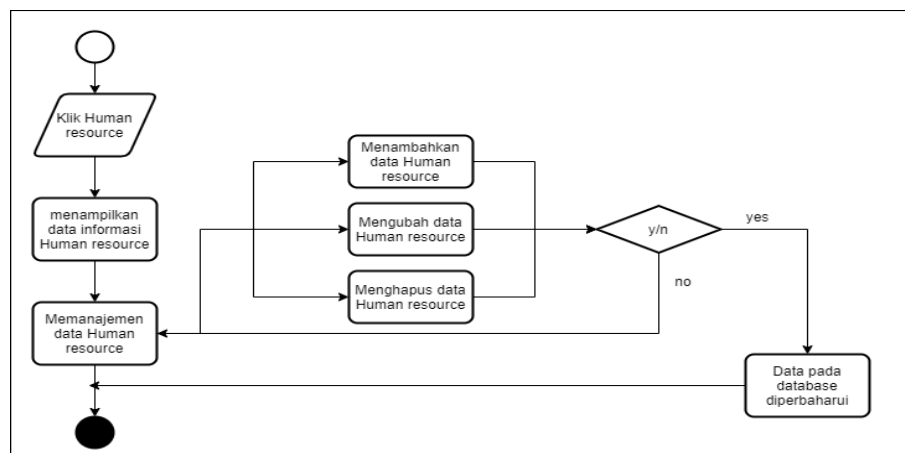 Klik Human
resource
menampilkan
data informasi
Human resource
Memanajemen
data Human
resource
Menambahkan
data Human
resource
Mengubah data
Human resource
Menghapus data
Human resource
y/n
yes
no
Data pada
database
diperbaharui